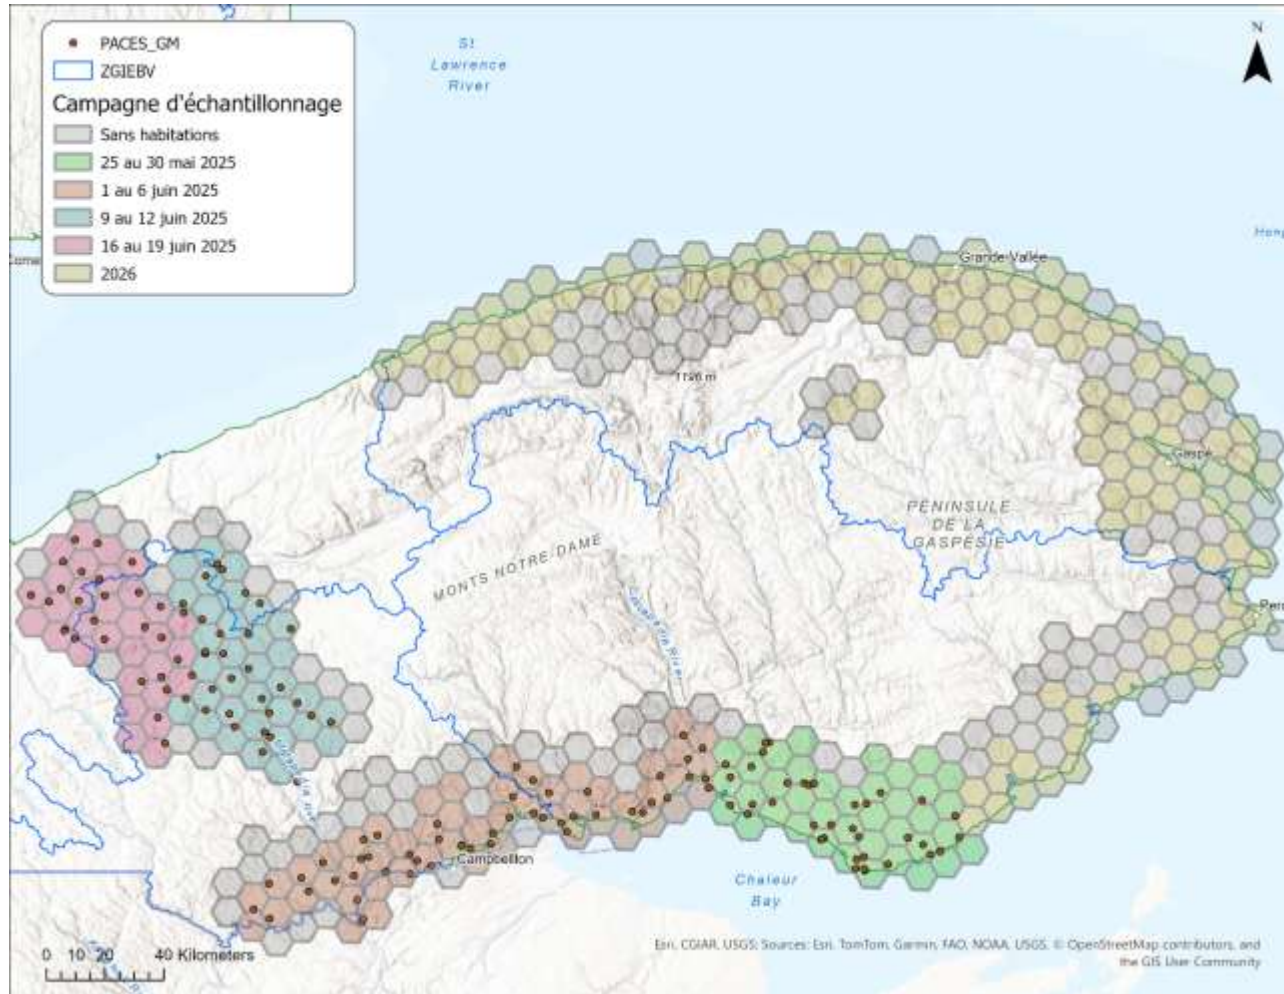 PACES_GM
ZGIEBV
Campagne d'échantillonnage
Sans habitations
25 au 30 mai 2025
1 au 6 juin 2025
9 au 12 juin 2025
16 au 19 juin 2025
2026
St
Lawrence
River
N
Grande-Vallée
1196 m
Gaspé
PÉNINSULE
DE LA
GASPÉSIE
MONTS NOTRE-DAME
Cascapédia River
Campbellton
Chaleur
Bay
0 10 20 40 Kilometers
Esri, CGIAR, USGS; Sources: Esri, TomTom, Garmin, FAO, NOAA, USGS, © OpenStreetMap contributors, and
the GIS User Community